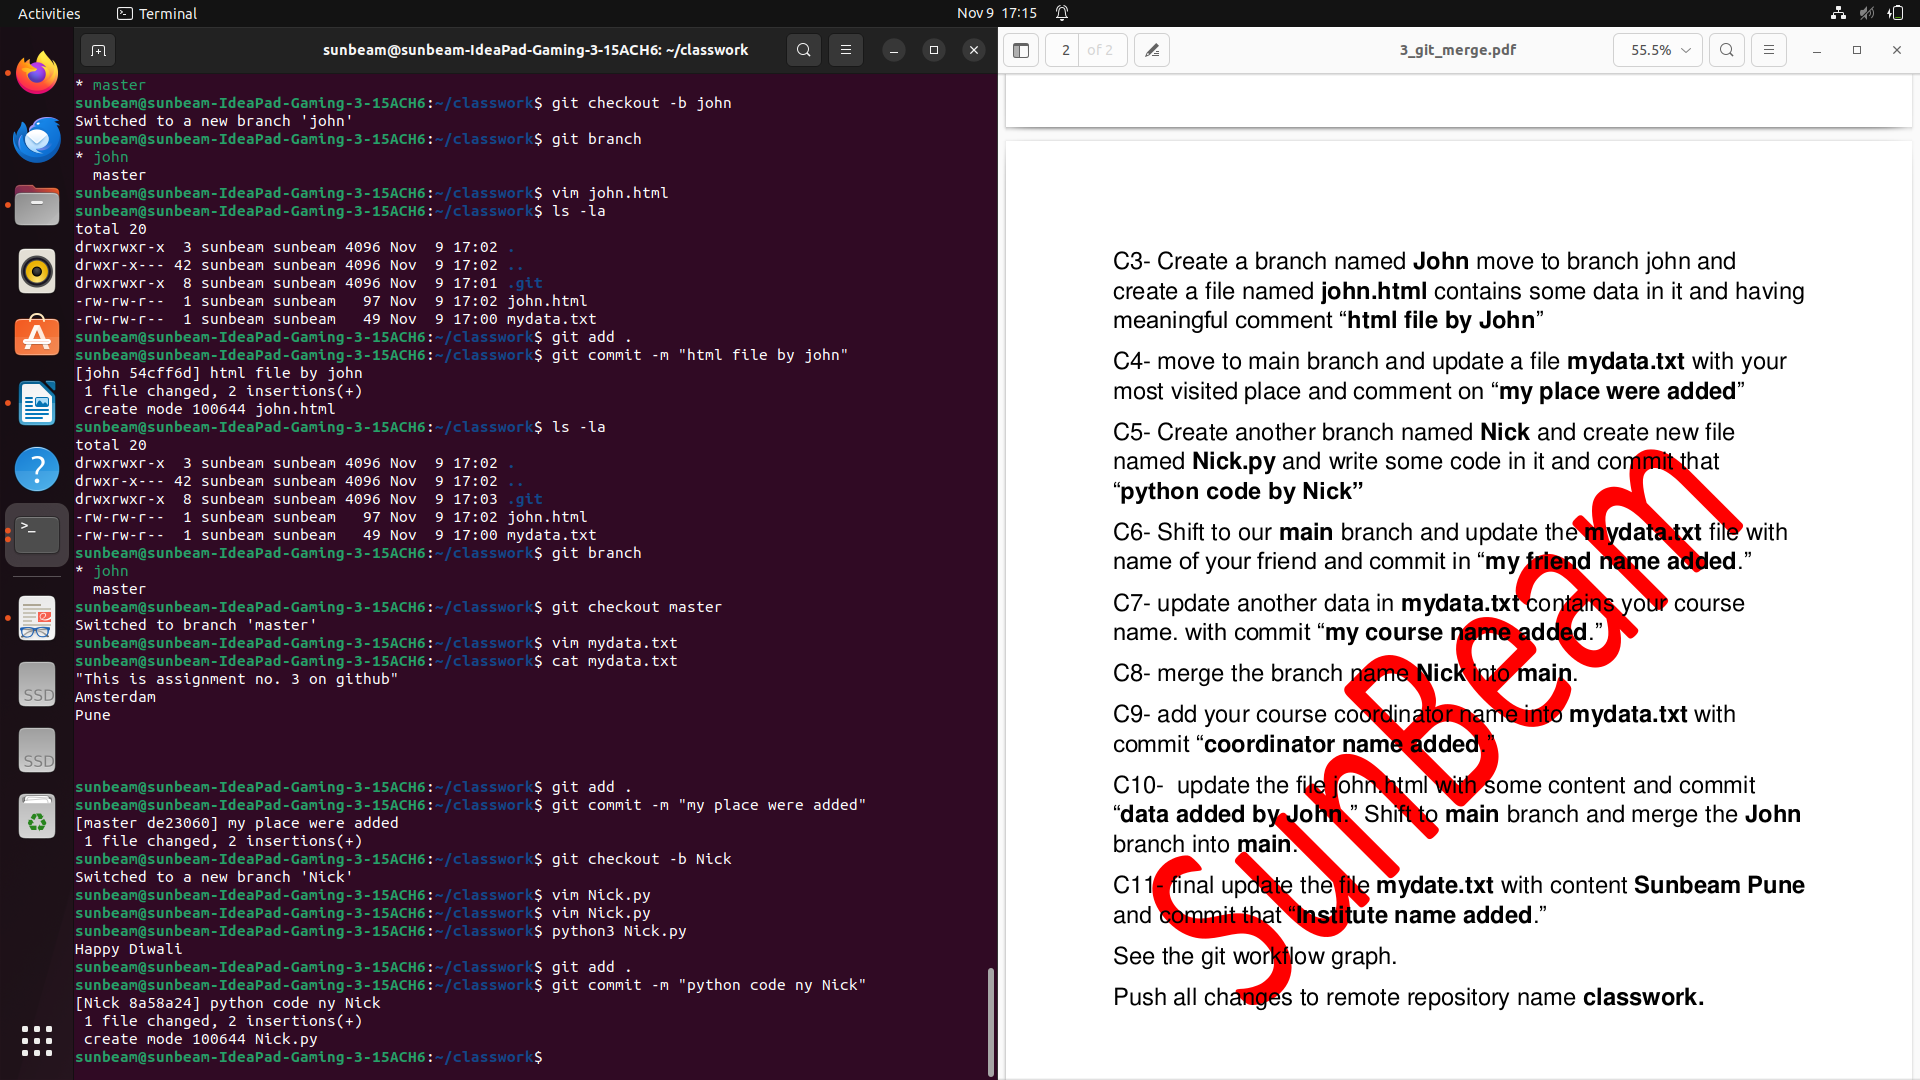 Activities
Terminal
Nov 9 17:15
sunbeam@sunbeam-IdeaPad-Gaming-3-15ACH6: ~/classwork
* master
sunbeam@sunbeam-IdeaPad-Gaming-3-15ACH6:~/classwork$ git checkout -b john
Switched to a new branch 'john'
sunbeam@sunbeam-IdeaPad-Gaming-3-15ACH6:~/classwork$ git branch
* john
  master
sunbeam@sunbeam-IdeaPad-Gaming-3-15ACH6:~/classwork$ vim john.html
sunbeam@sunbeam-IdeaPad-Gaming-3-15ACH6:~/classwork$ ls -la
total 20
drwxrwxr-x  3 sunbeam sunbeam 4096 Nov  9 17:02 .
drwxr-x--- 42 sunbeam sunbeam 4096 Nov  9 17:02 ..
drwxrwxr-x  8 sunbeam sunbeam 4096 Nov  9 17:01 .git
-rw-rw-r--  1 sunbeam sunbeam   97 Nov  9 17:02 john.html
-rw-rw-r--  1 sunbeam sunbeam   49 Nov  9 17:00 mydata.txt
sunbeam@sunbeam-IdeaPad-Gaming-3-15ACH6:~/classwork$ git add .
sunbeam@sunbeam-IdeaPad-Gaming-3-15ACH6:~/classwork$ git commit -m "html file by john"
[john 54cff6d] html file by john
 1 file changed, 2 insertions(+)
 create mode 100644 john.html
sunbeam@sunbeam-IdeaPad-Gaming-3-15ACH6:~/classwork$ ls -la
total 20
drwxrwxr-x  3 sunbeam sunbeam 4096 Nov  9 17:02 .
drwxr-x--- 42 sunbeam sunbeam 4096 Nov  9 17:02 ..
drwxrwxr-x  8 sunbeam sunbeam 4096 Nov  9 17:03 .git
-rw-rw-r--  1 sunbeam sunbeam   97 Nov  9 17:02 john.html
-rw-rw-r--  1 sunbeam sunbeam   49 Nov  9 17:00 mydata.txt
sunbeam@sunbeam-IdeaPad-Gaming-3-15ACH6:~/classwork$ git branch
* john
  master
sunbeam@sunbeam-IdeaPad-Gaming-3-15ACH6:~/classwork$ git checkout master
Switched to branch 'master'
sunbeam@sunbeam-IdeaPad-Gaming-3-15ACH6:~/classwork$ vim mydata.txt
sunbeam@sunbeam-IdeaPad-Gaming-3-15ACH6:~/classwork$ cat mydata.txt
"This is assignment no. 3 on github"
Amsterdam
Pune
sunbeam@sunbeam-IdeaPad-Gaming-3-15ACH6:~/classwork$ git add .
sunbeam@sunbeam-IdeaPad-Gaming-3-15ACH6:~/classwork$ git commit -m "my place were added"
[master de23060] my place were added
 1 file changed, 2 insertions(+)
sunbeam@sunbeam-IdeaPad-Gaming-3-15ACH6:~/classwork$ git checkout -b Nick
Switched to a new branch 'Nick'
sunbeam@sunbeam-IdeaPad-Gaming-3-15ACH6:~/classwork$ vim Nick.py
sunbeam@sunbeam-IdeaPad-Gaming-3-15ACH6:~/classwork$ vim Nick.py
sunbeam@sunbeam-IdeaPad-Gaming-3-15ACH6:~/classwork$ python3 Nick.py
Happy Diwali
sunbeam@sunbeam-IdeaPad-Gaming-3-15ACH6:~/classwork$ git add .
sunbeam@sunbeam-IdeaPad-Gaming-3-15ACH6:~/classwork$ git commit -m "python code ny Nick"
[Nick 8a58a24] python code ny Nick
 1 file changed, 2 insertions(+)
 create mode 100644 Nick.py
sunbeam@sunbeam-IdeaPad-Gaming-3-15ACH6:~/classwork$
SSD
SSD
2 of 2
3_git_merge.pdf
55.5%
C3- Create a branch named John move to branch john and
create a file named john.html contains some data in it and having
meaningful comment “html file by John”
C4- move to main branch and update a file mydata.txt with your
most visited place and comment on “my place were added”
C5- Create another branch named Nick and create new file
named Nick.py and write some code in it and commit that
“python code by Nick”
C6- Shift to our main branch and update the mydata.txt file with
name of your friend and commit in “my friend name added.”
C7- update another data in mydata.txt contains your course
name. with commit “my course name added.”
C8- merge the branch name Nick into main.
C9- add your course coordinator name into mydata.txt with
commit “coordinator name added.”
C10-  update the file john.html with some content and commit
“data added by John.” Shift to main branch and merge the John
branch into main.
C11- final update the file mydate.txt with content Sunbeam Pune
and commit that “Institute name added.”
See the git workflow graph.
Push all changes to remote repository name classwork.
SunBeam